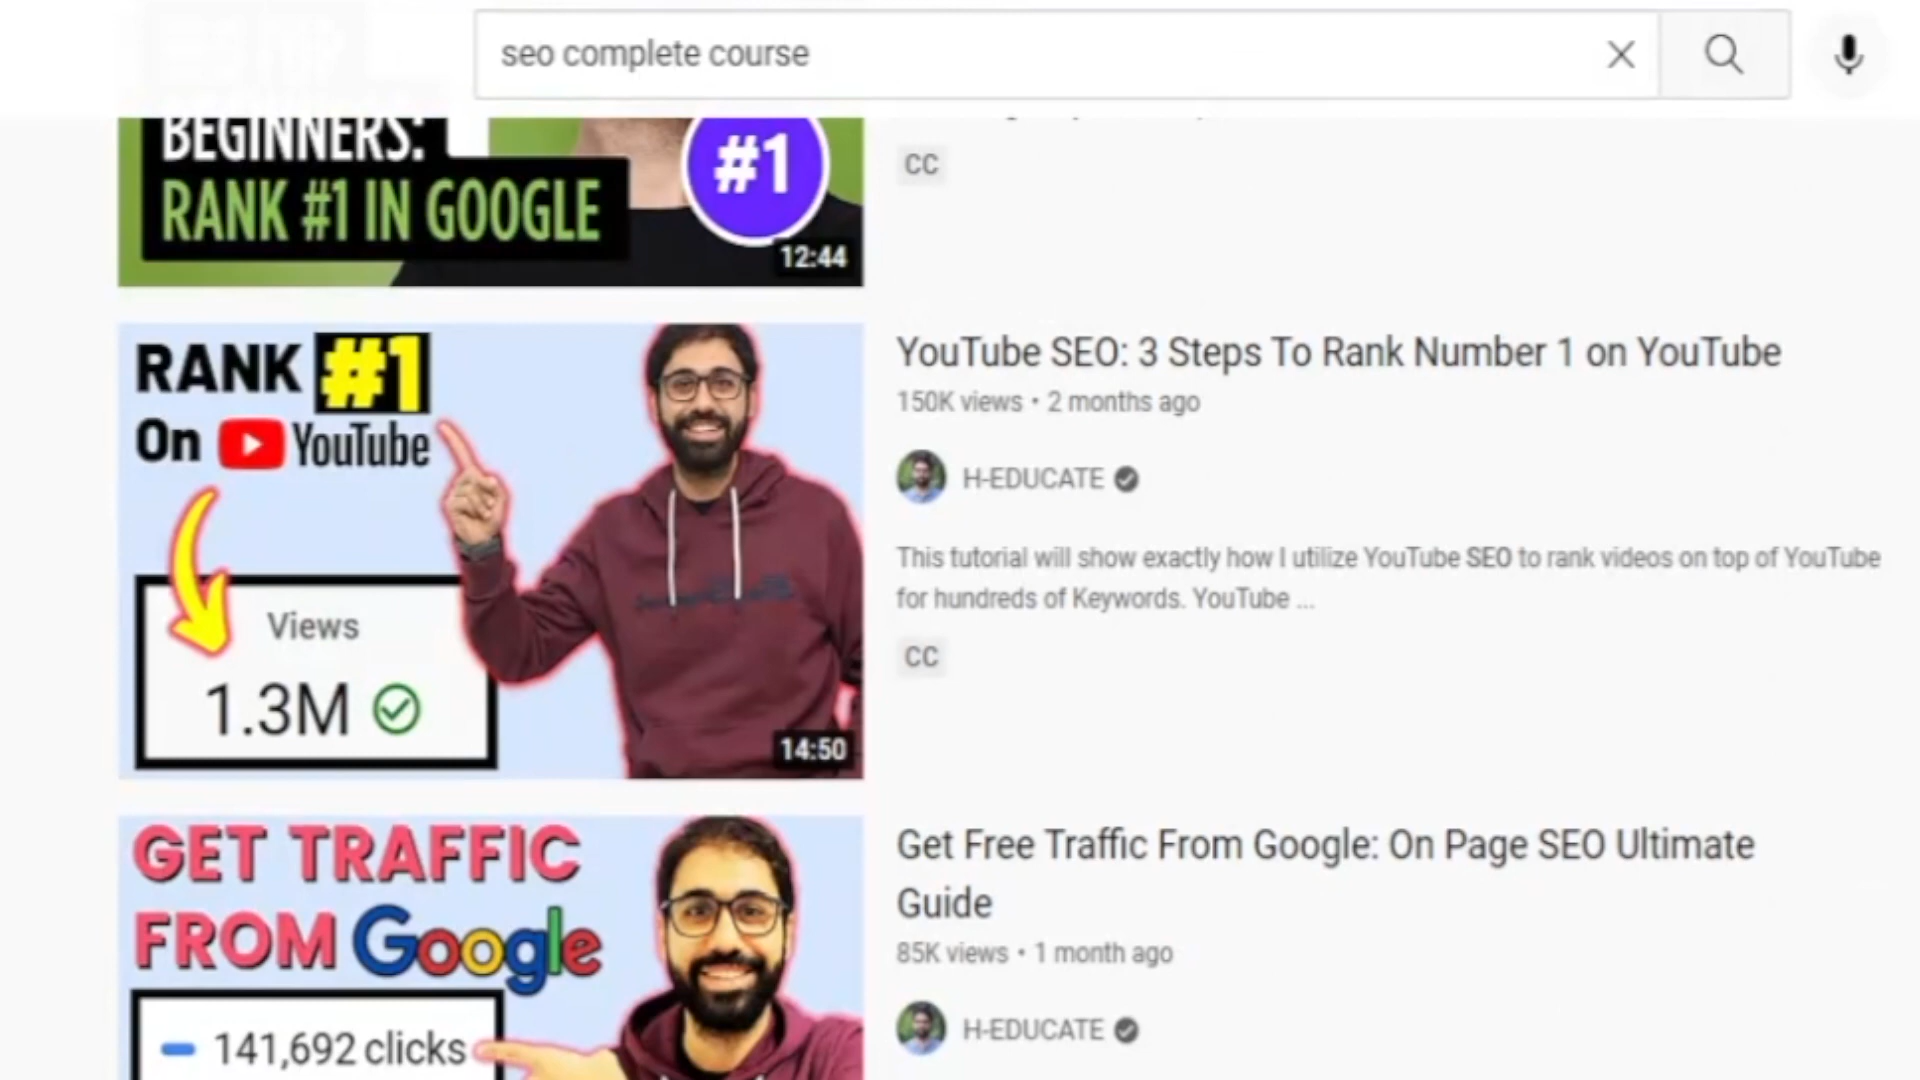 seo complete course
BEGINNERS:
RANK #1 IN GOOGLE
#1
12:44
CC
RANK #1
On YouTube
Views
1.3M
14:50
YouTube SEO: 3 Steps To Rank Number 1 on YouTube
150K views • 2 months ago
H-EDUCATE
This tutorial will show exactly how I utilize YouTube SEO to rank videos on top of YouTube
for hundreds of Keywords. YouTube ...
CC
GET TRAFFIC
FROM Google
141,692 clicks
Get Free Traffic From Google: On Page SEO Ultimate
Guide
85K views • 1 month ago
H-EDUCATE